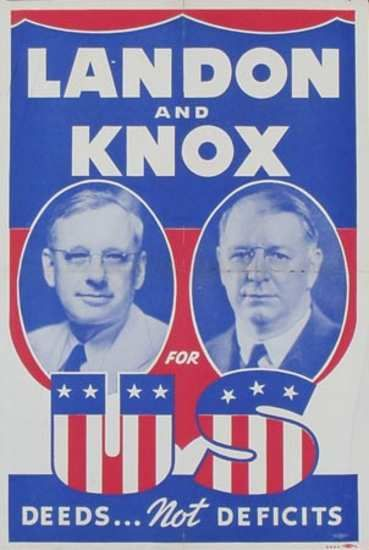 LANDON
AND
KNOX
FOR
US
DEEDS... Not DEFICITS